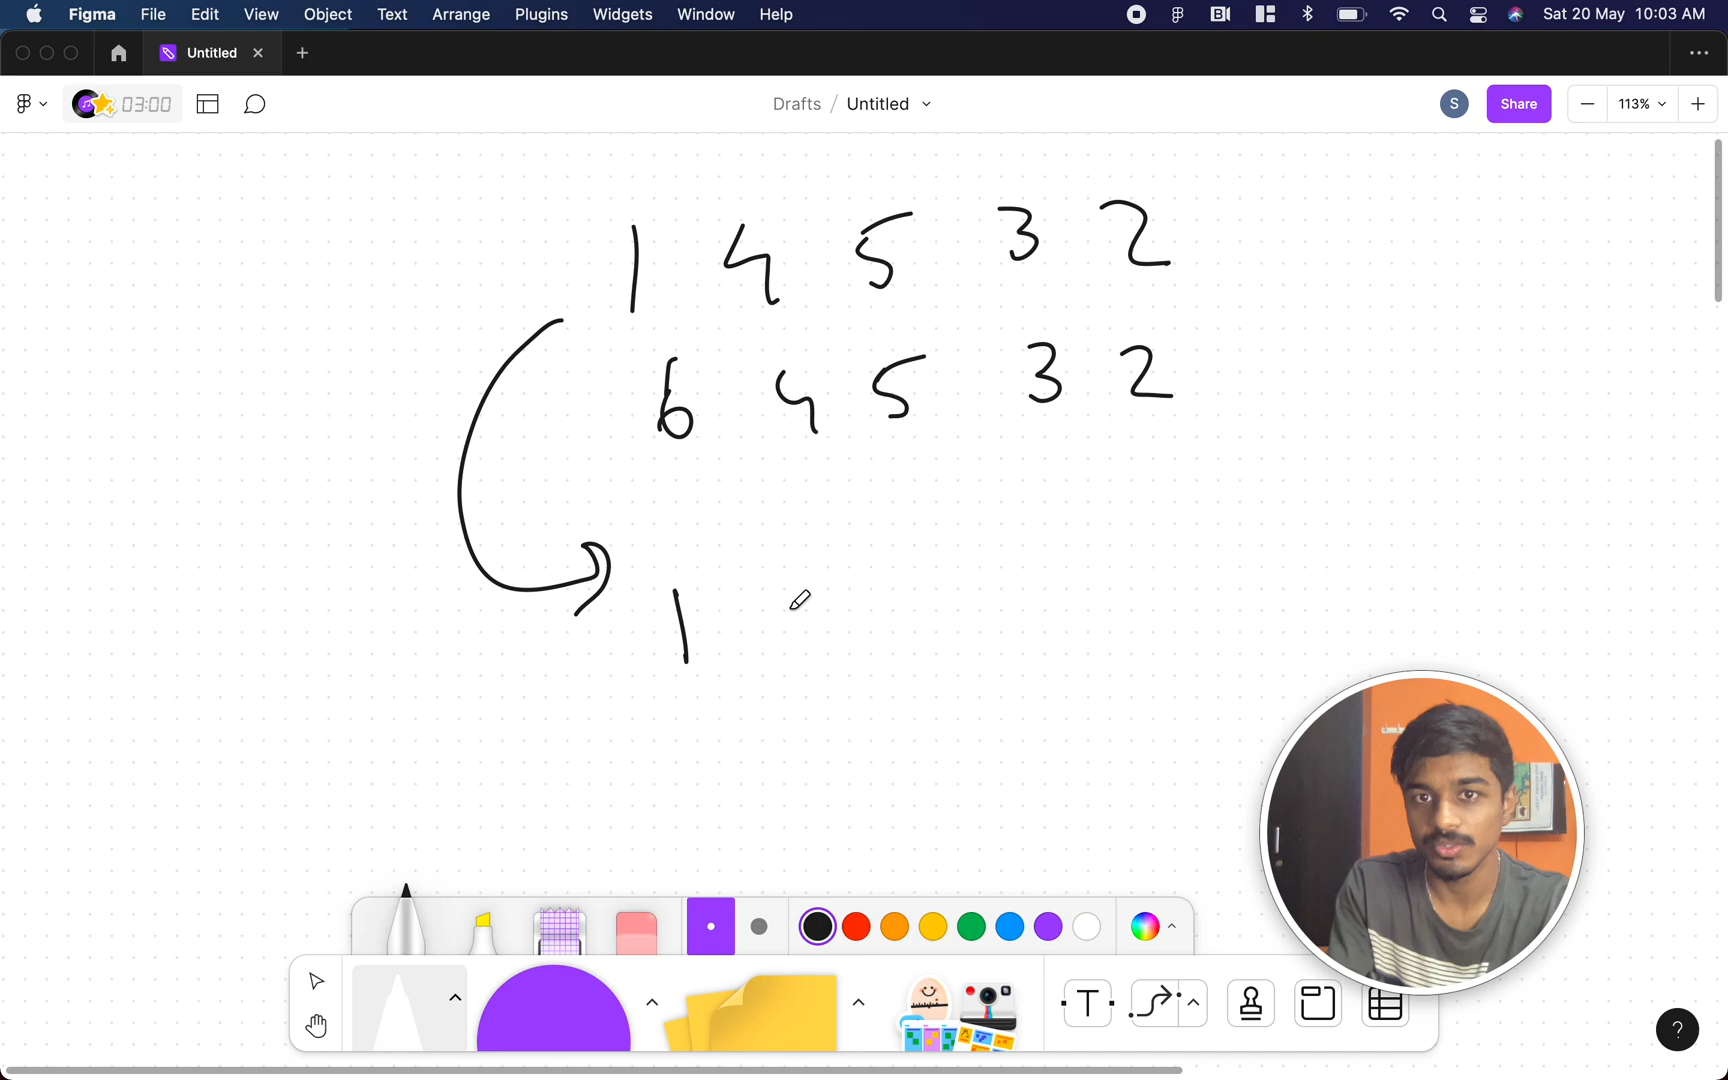 Figma File Edit View Object Text Arrange Plugins Widgets Window Help Sat 20 May 10:03 AM
Untitled
03:00 Drafts / Untitled S Share 113%
1 4 5 3 2
6 4 5 3 2
1
T
?